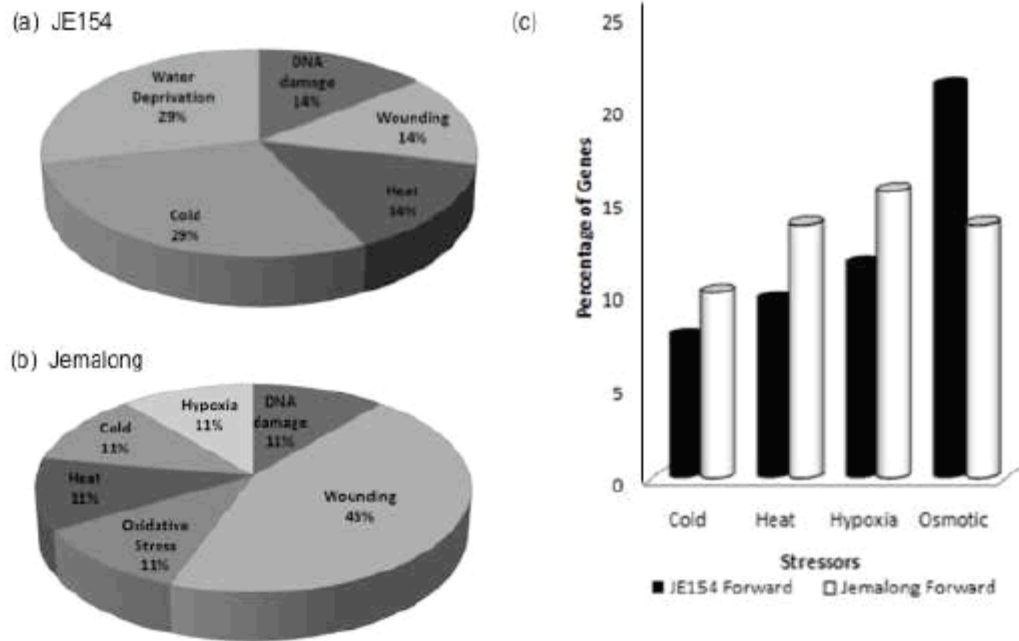 (a) JE154
DNA
damage
14%
Wounding
14%
Heat
14%
Cold
29%
Water
Deprivation
29%
(b) Jemalong
DNA
damage
11%
Wounding
45%
Oxidative
Stress
11%
Heat
11%
Cold
11%
Hypoxia
11%
(c)
Percentage of Genes
25
20
15
10
5
0
Cold Heat Hypoxia Osmotic
Stressors
JE154 Forward Jemalong Forward